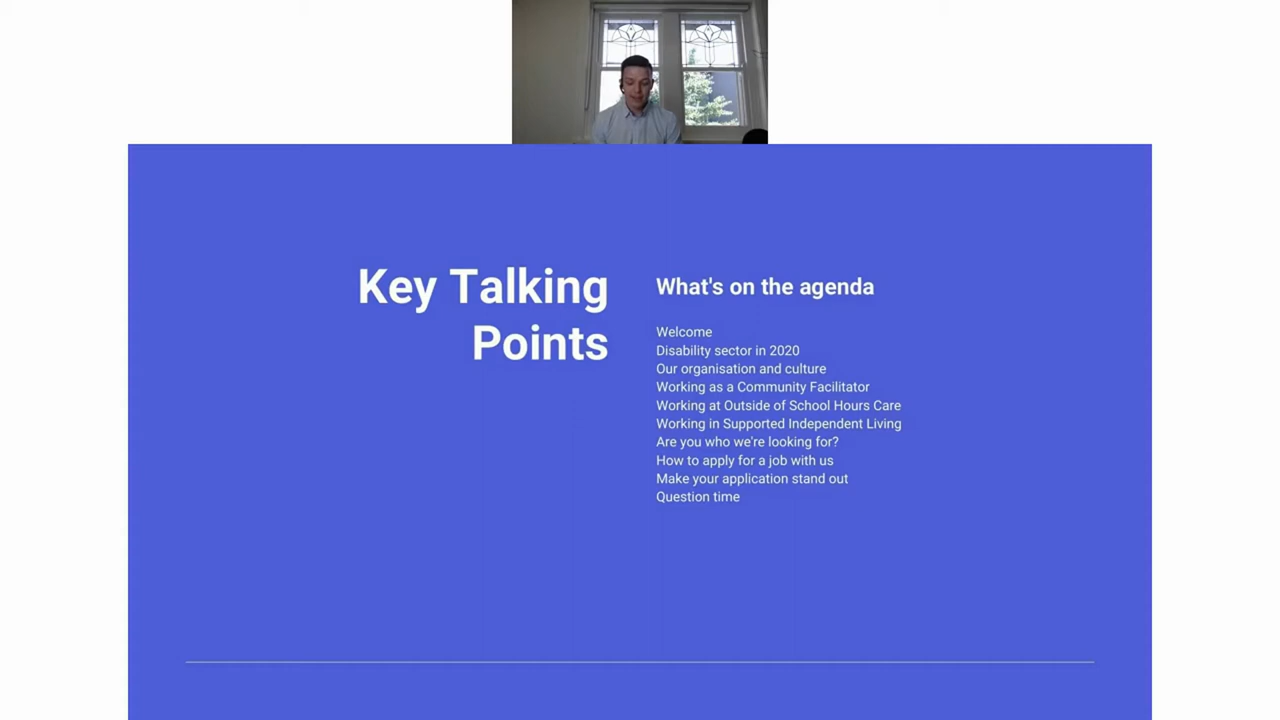 Key Talking
Points
What's on the agenda
Welcome
Disability sector in 2020
Our organisation and culture
Working as a Community Facilitator
Working at Outside of School Hours Care
Working in Supported Independent Living
Are you who we're looking for?
How to apply for a job with us
Make your application stand out
Question time